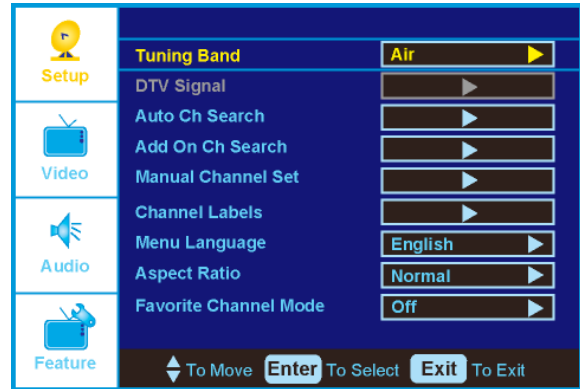 Setup
Video
Audio
Feature
Tuning Band Air
DTV Signal
Auto Ch Search
Add On Ch Search
Manual Channel Set
Channel Labels
Menu Language English
Aspect Ratio Normal
Favorite Channel Mode Off
To Move Enter To Select Exit To Exit